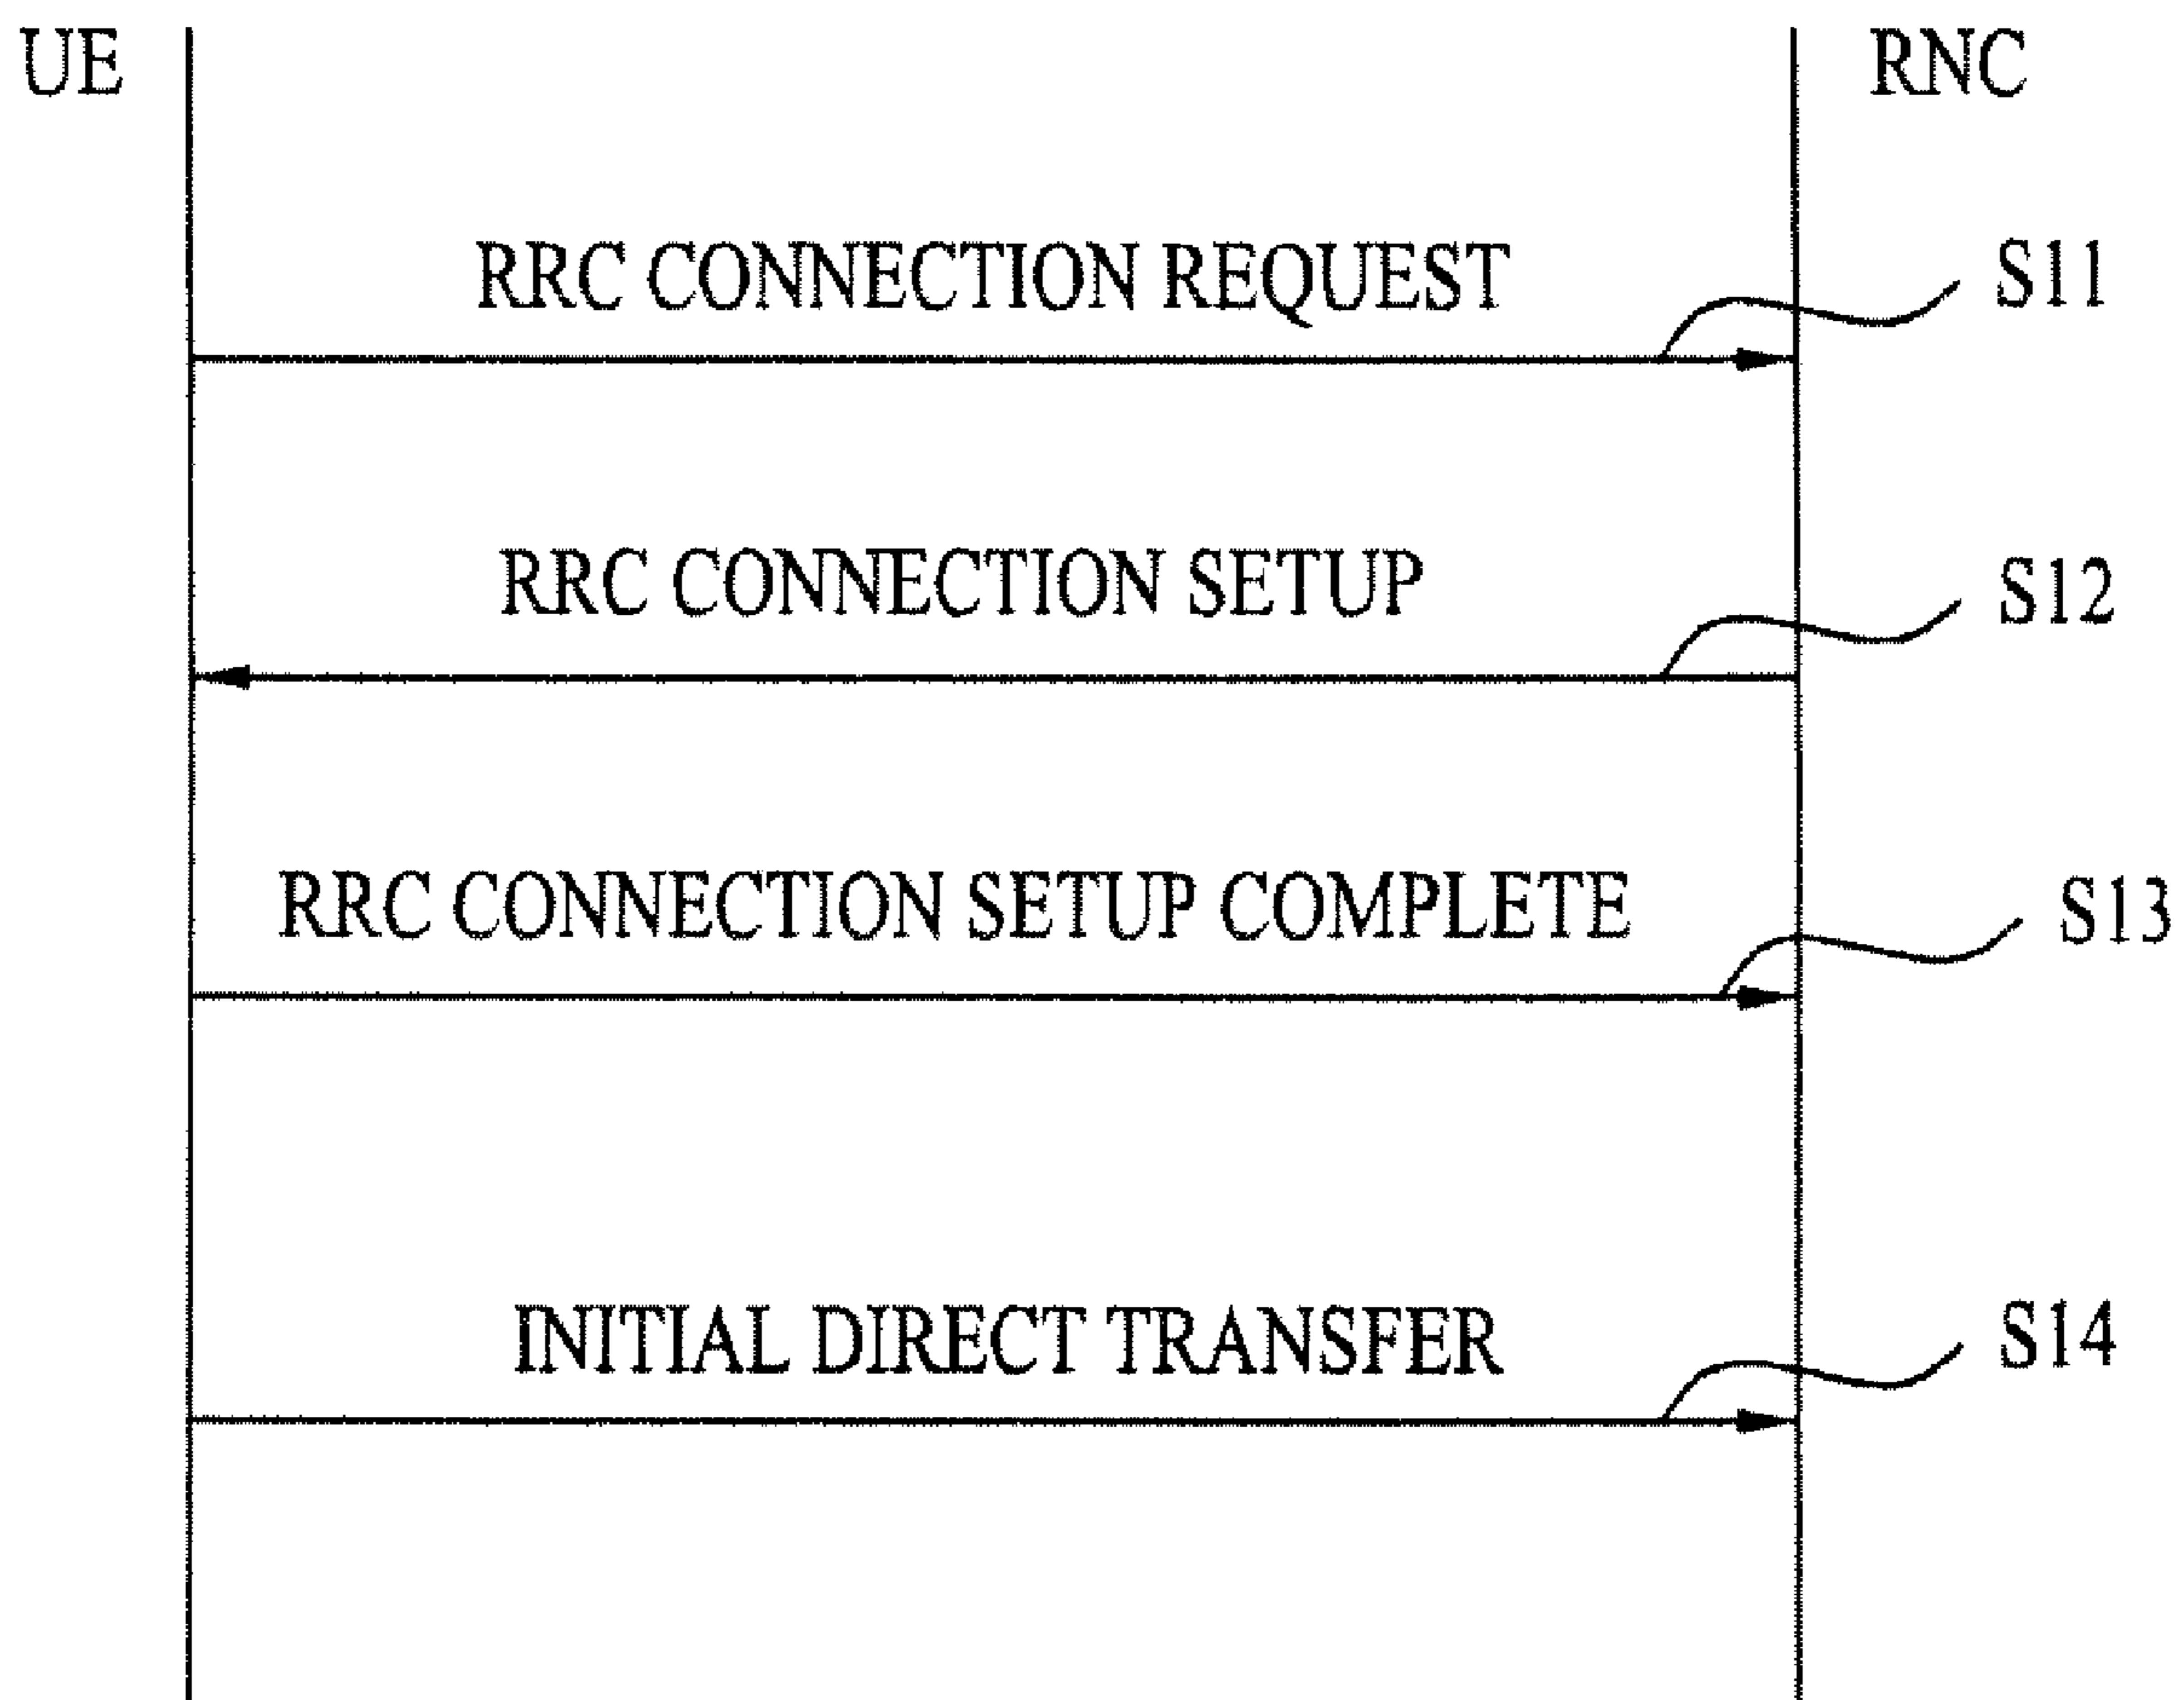 UE
RNC
RRC CONNECTION REQUEST
S11
RRC CONNECTION SETUP
S12
RRC CONNECTION SETUP COMPLETE
S13
INITIAL DIRECT TRANSFER
S14